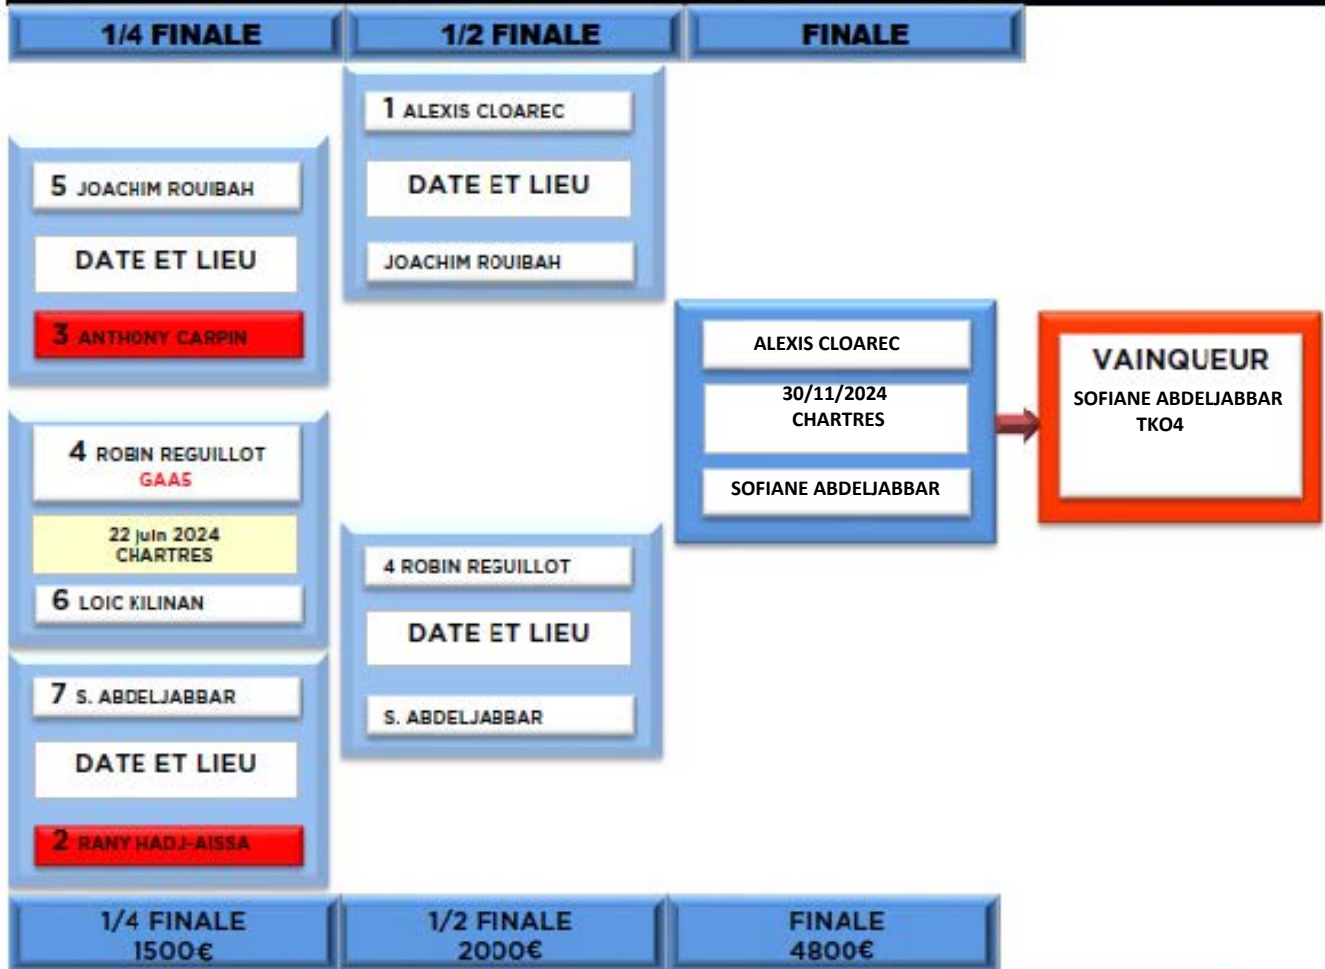 1/4 FINALE
1/2 FINALE
FINALE
5 JOACHIM ROUIBAH
DATE ET LIEU
3 ANTHONY CARPIN
4 ROBIN REGUILLOT
GAA5
22 juin 2024
CHARTRES
6 LOIC KILINAN
7 S. ABDELJABBAR
DATE ET LIEU
2 RANY HADJ-AISSA
1 ALEXIS CLOAREC
DATE ET LIEU
JOACHIM ROUIBAH
4 ROBIN REGUILLOT
DATE ET LIEU
S. ABDELJABBAR
ALEXIS CLOAREC
30/11/2024
CHARTRES
SOFIANE ABDELJABBAR
VAINQUEUR
SOFIANE ABDELJABBAR
TKO4
1/4 FINALE
1500€
1/2 FINALE
2000€
FINALE
4800€